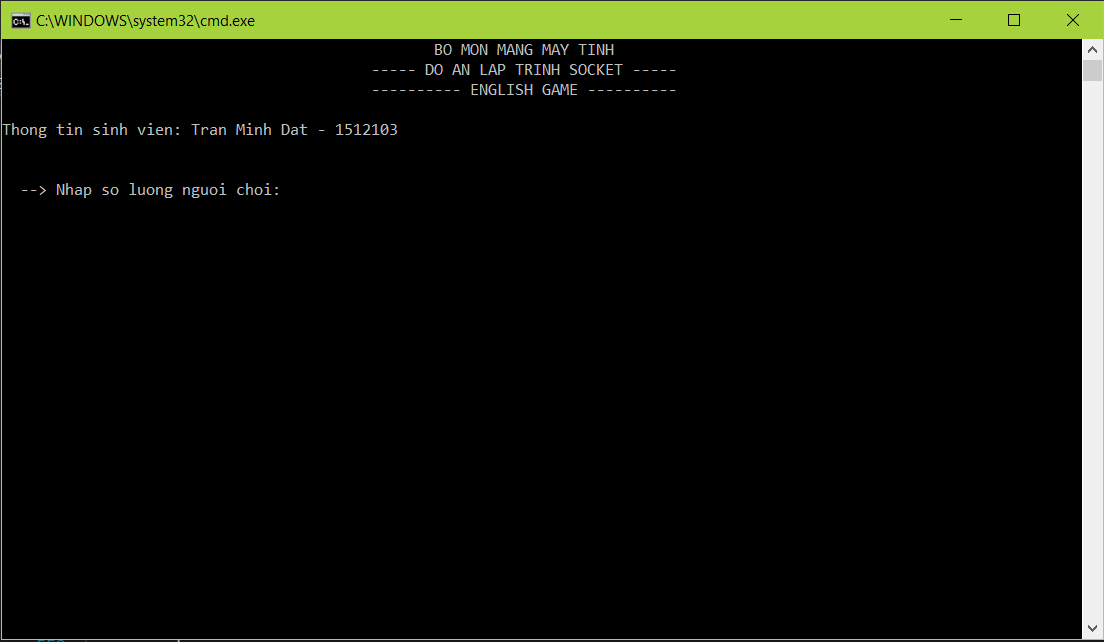 C:\WINDOWS\system32\cmd.exe
BO MON MANG MAY TINH
----- DO AN LAP TRINH SOCKET -----
---------- ENGLISH GAME ----------
Thong tin sinh vien: Tran Minh Dat - 1512103
--> Nhap so luong nguoi choi: